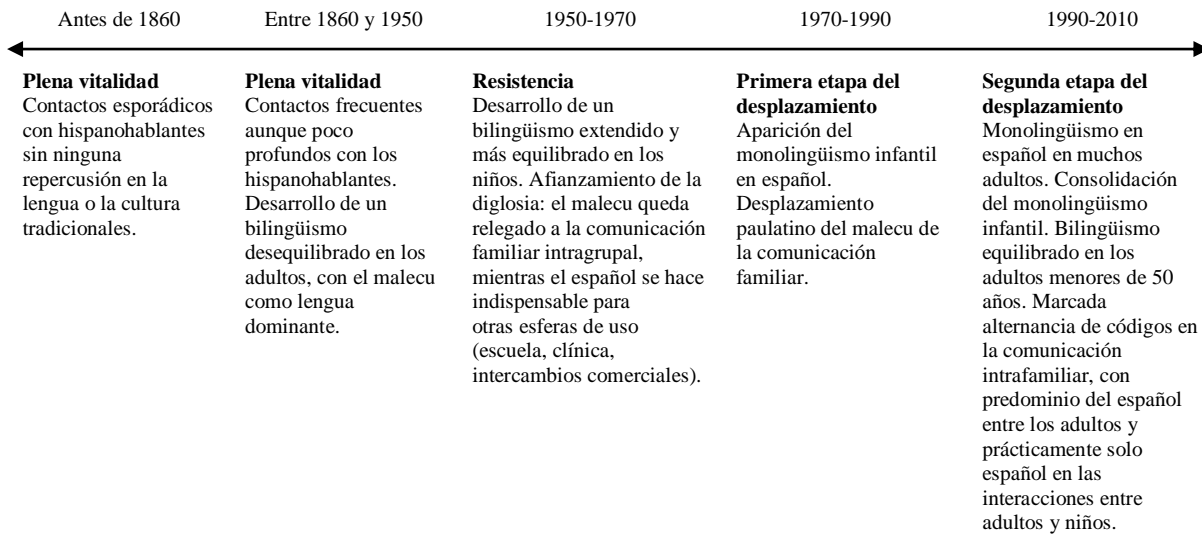 Antes de 1860
Entre 1860 y 1950
1950-1970
1970-1990
1990-2010
Plena vitalidad
Contactos esporádicos
con hispanohablantes
sin ninguna
repercusión en la
lengua o la cultura
tradicionales.
Plena vitalidad
Contactos frecuentes
aunque poco
profundos con los
hispanohablantes.
Desarrollo de un
bilingüismo
desequilibrado en los
adultos, con el malecu
como lengua
dominante.
Resistencia
Desarrollo de un
bilingüismo extendido y
más equilibrado en los
niños. Afianzamiento de la
diglosia: el malecu queda
relegado a la comunicación
familiar intragrupal,
mientras el español se hace
indispensable para
otras esferas de uso
(escuela, clínica,
intercambios comerciales).
Primera etapa del
desplazamiento
Aparición del
monolingüismo infantil
en español.
Desplazamiento
paulatino del malecu de
la comunicación
familiar.
Segunda etapa del
desplazamiento
Monolingüismo en
español en muchos
adultos. Consolidación
del monolingüismo
infantil. Bilingüismo
equilibrado en los
adultos menores de 50
años. Marcada
alternancia de códigos en
la comunicación
intrafamiliar, con
predominio del español
entre los adultos y
prácticamente solo
español en las
interacciones entre
adultos y niños.